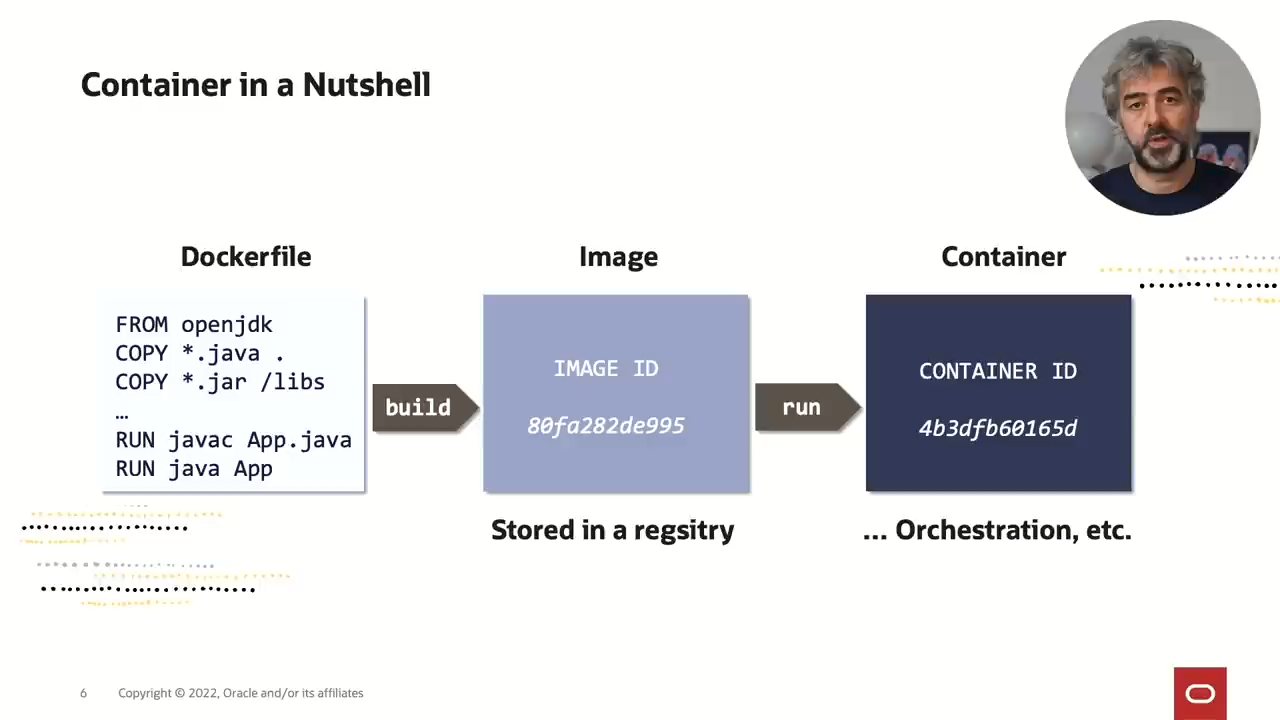 Container in a Nutshell
Dockerfile
FROM openjdk
COPY *.java .
COPY *.jar /libs
…
RUN javac App.java
RUN java App
build
Image
IMAGE ID
80fa282de995
Stored in a regsitry
run
Container
CONTAINER ID
4b3dfb60165d
... Orchestration, etc.
6
Copyright © 2022, Oracle and/or its affiliates